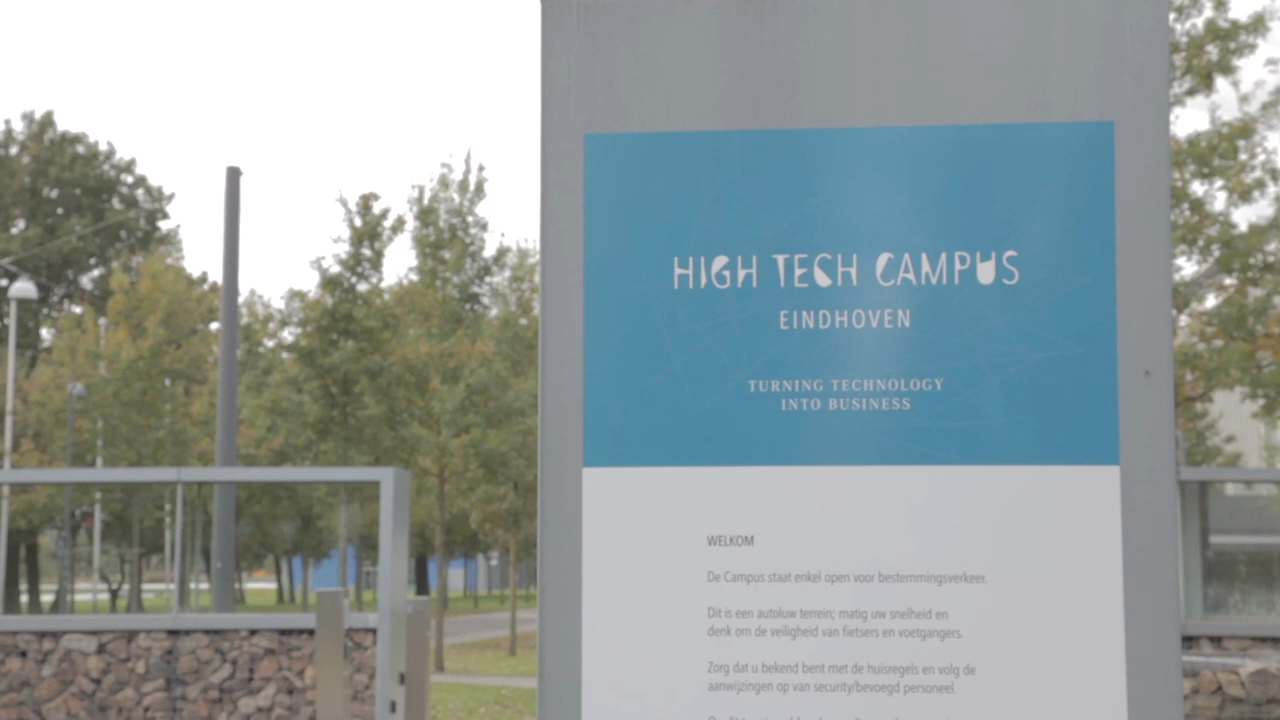 HIGH TECH CAMPUS
EINDHOVEN
TURNING TECHNOLOGY
INTO BUSINESS
WELKOM
De Campus staat enkel open voor bestemmingsverkeer.
Dit is een autoluw terrein; matig uw snelheid en
denk om de veiligheid van fietsers en voetgangers.
Zorg dat u bekend bent met de huisregels en volg de
aanwijzingen op van security/bevoegd personeel.